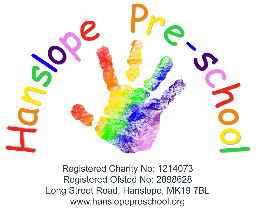 Hanslope Pre-school
Registered Charity No: 1214073
Registered Ofsted No: 2898628
Long Street Road, Hanslope, MK19 7BL
www.hanslopepreschool.org